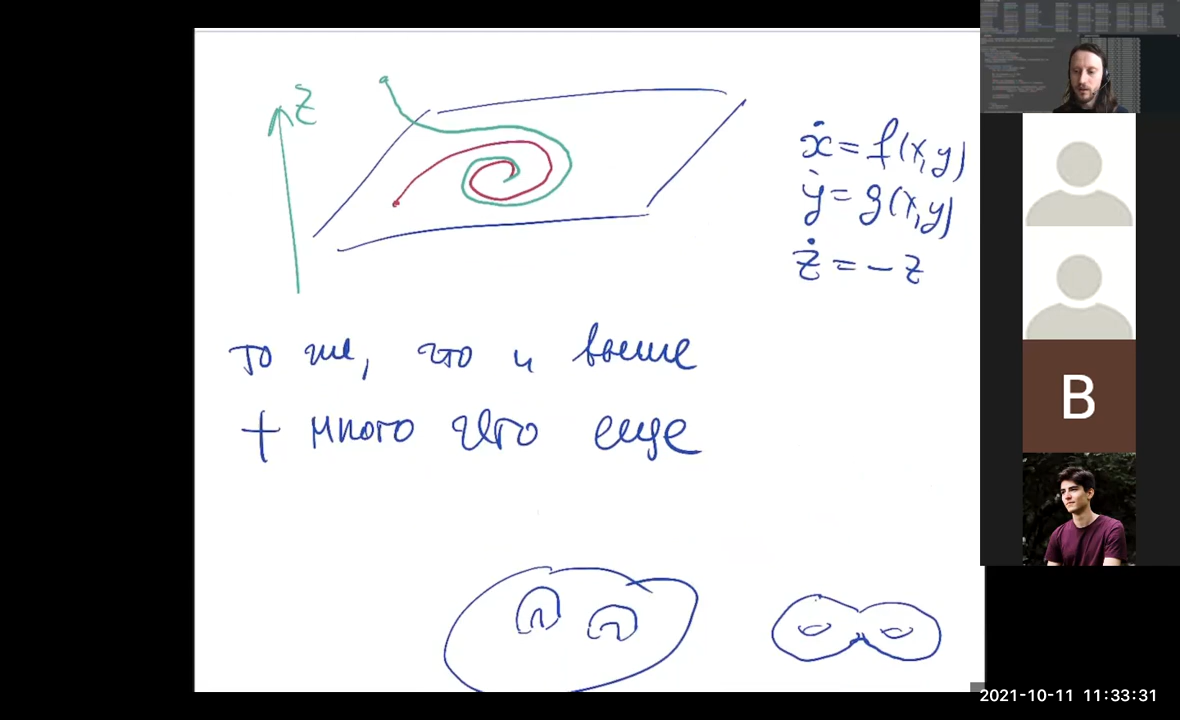 z
ẋ = f(x,y)
ẏ = g(x,y)
ż = - z
то же, что и выше
+ много чего еще
B
2021-10-11 11:33:31